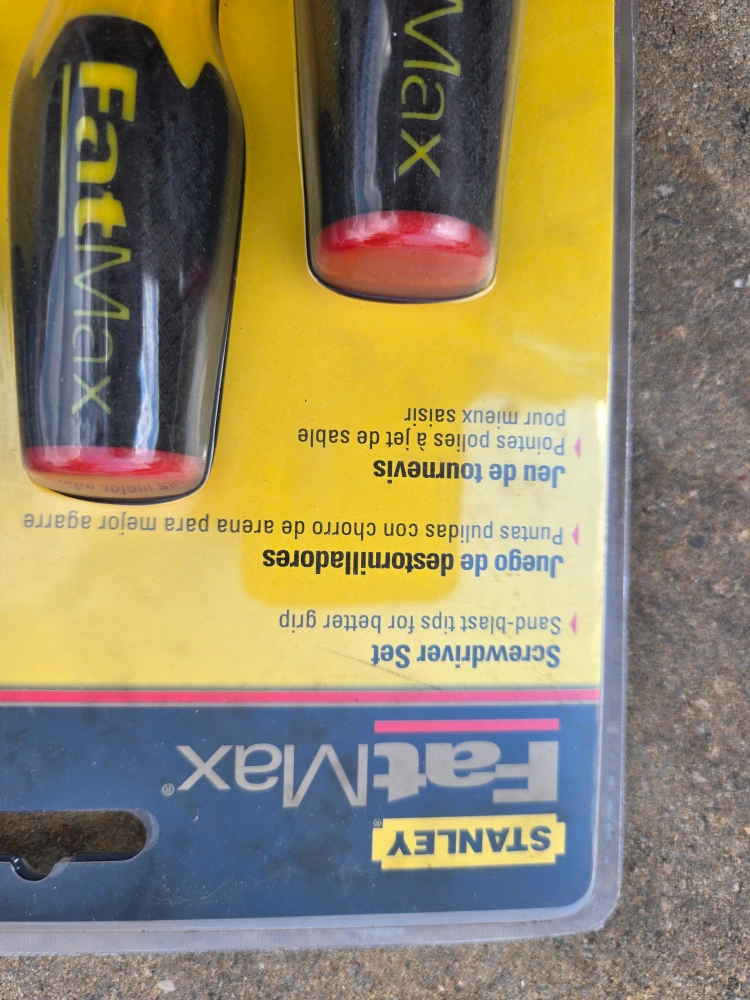 STANLEY®
FatMax®
Screwdriver Set
Sand-blast tips for better grip
Juego de destornilladores
Puntas pulidas con chorro de arena para mejor agarre
Jeu de tournevis
Pointes polies à jet de sable
pour mieux saisir
FatMax
Max